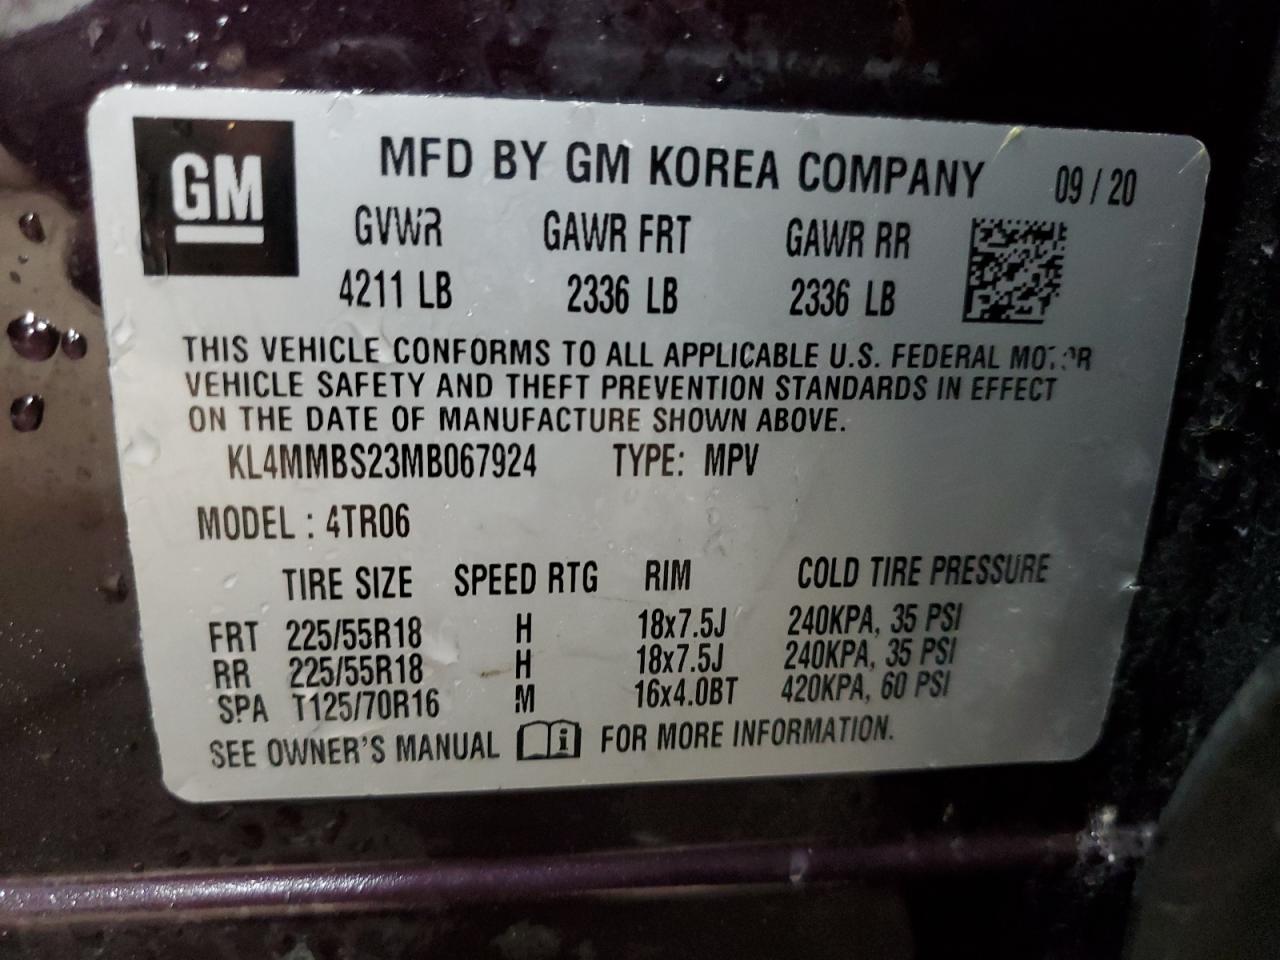 GM
MFD BY GM KOREA COMPANY 09 / 20
GVWR GAWR FRT GAWR RR
4211 LB 2336 LB 2336 LB
THIS VEHICLE CONFORMS TO ALL APPLICABLE U.S. FEDERAL MOTOR
VEHICLE SAFETY AND THEFT PREVENTION STANDARDS IN EFFECT
ON THE DATE OF MANUFACTURE SHOWN ABOVE.
KL4MMBS23MB067924 TYPE: MPV
MODEL : 4TR06
TIRE SIZE SPEED RTG RIM COLD TIRE PRESSURE
FRT 225/55R18 H 18x7.5J 240KPA, 35 PSI
RR 225/55R18 H 18x7.5J 240KPA, 35 PSI
SPA T125/70R16 M 16x4.0BT 420KPA, 60 PSI
SEE OWNER'S MANUAL i FOR MORE INFORMATION.